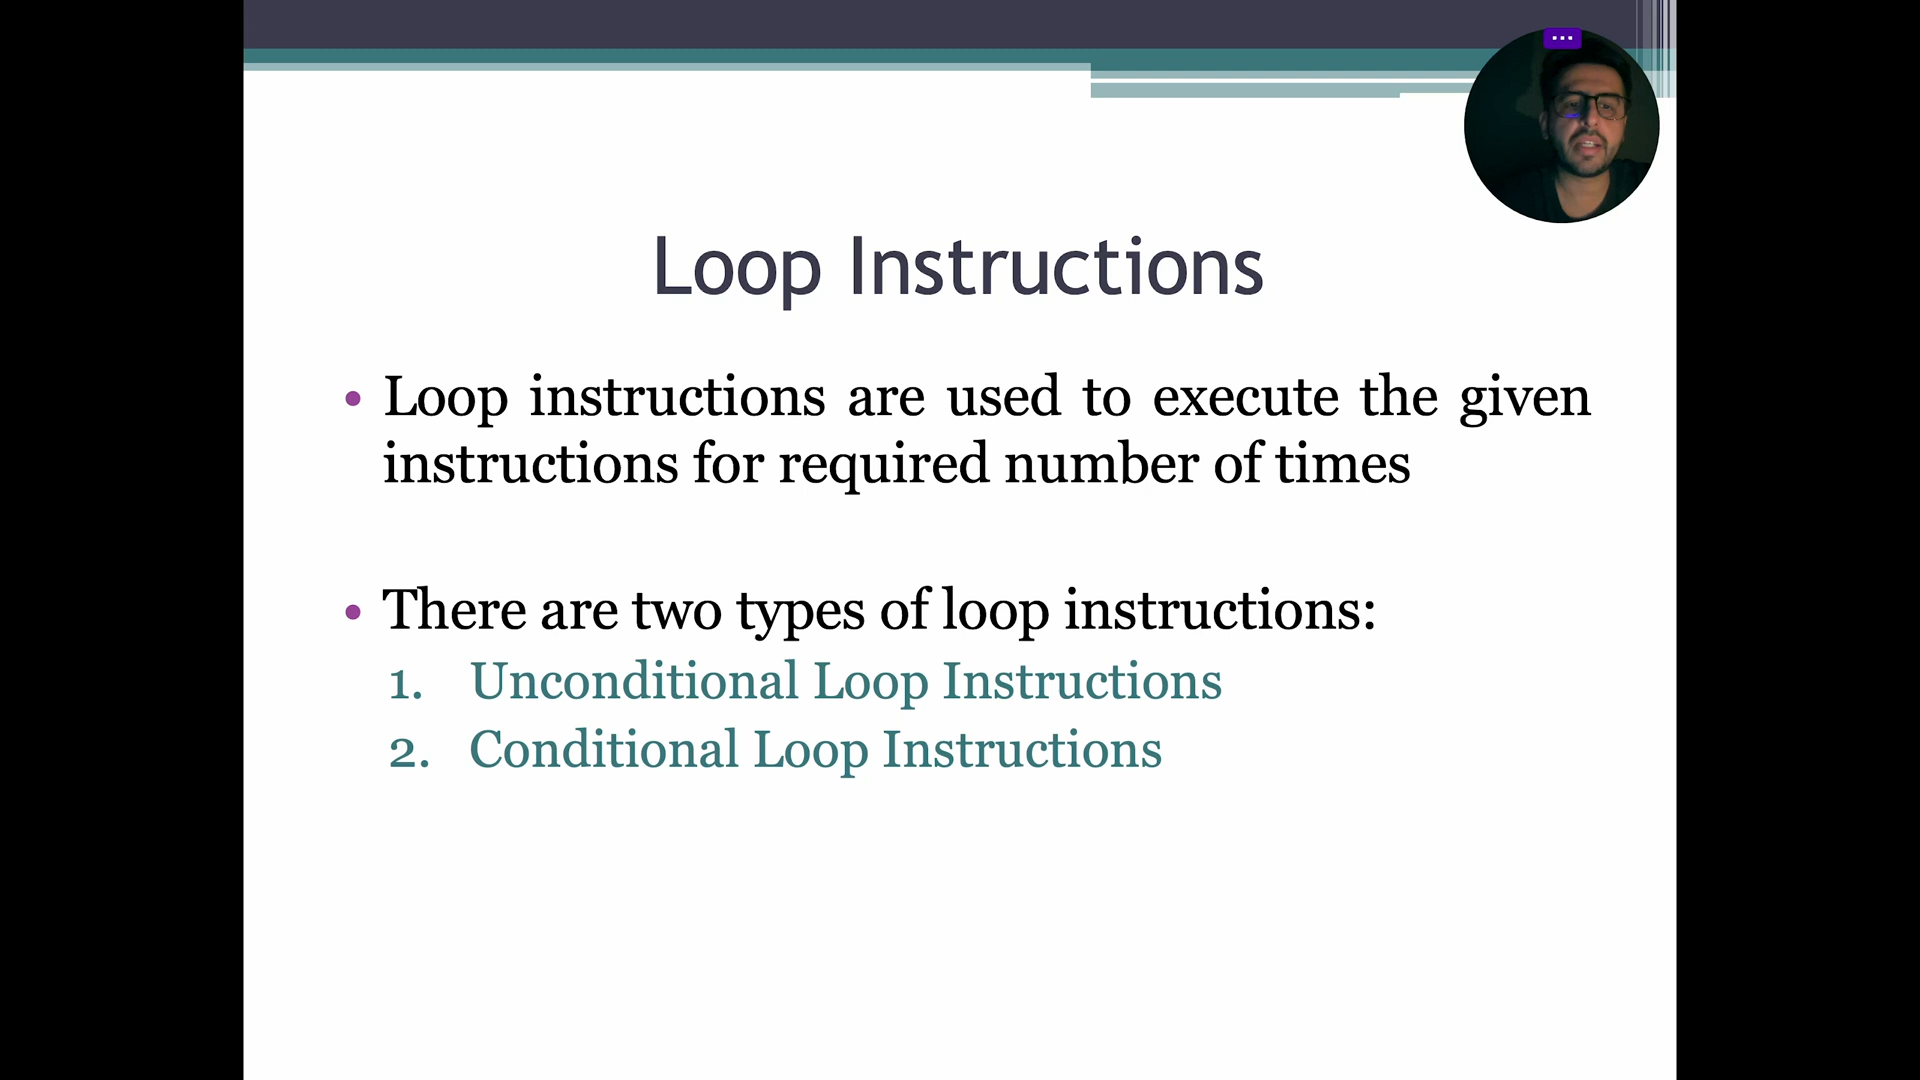 Loop Instructions
• Loop instructions are used to execute the given
instructions for required number of times
• There are two types of loop instructions:
1. Unconditional Loop Instructions
2. Conditional Loop Instructions